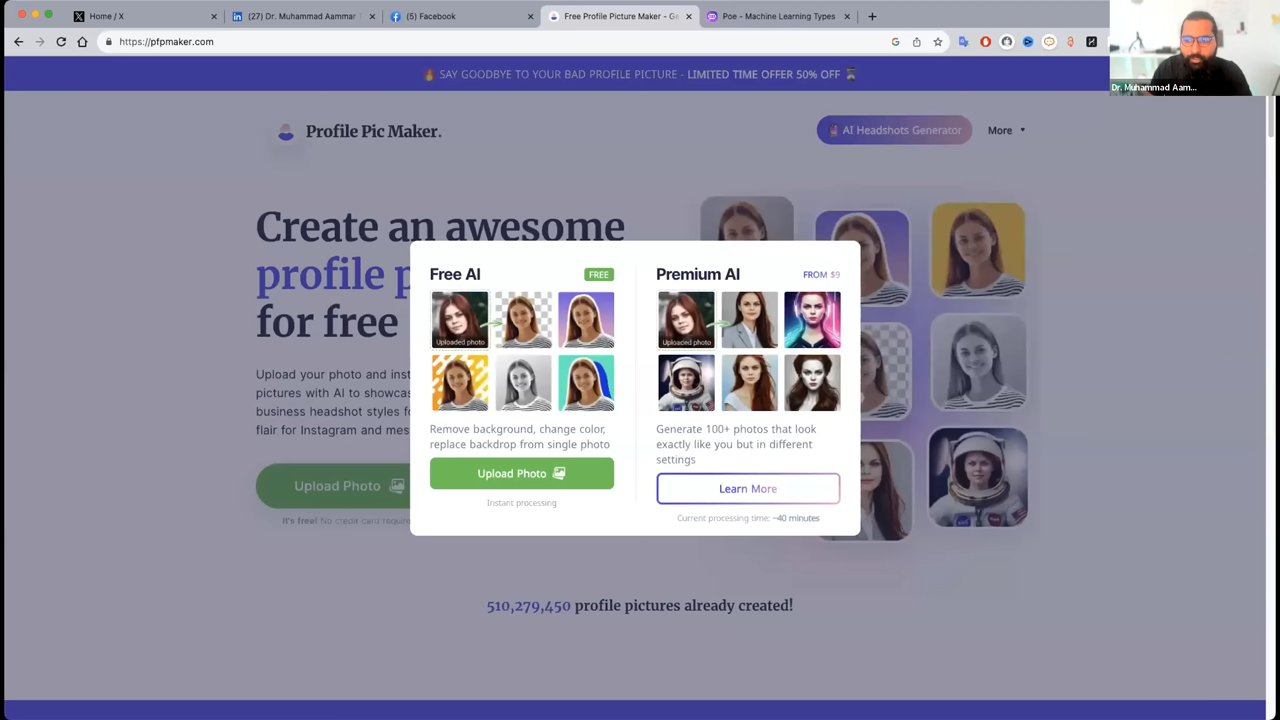 Home / X
(27) Dr. Muhammad Aammar T
(5) Facebook
Free Profile Picture Maker - Ge
Poe - Machine Learning Types
https://pfpmaker.com
Dr. Muhammad Aam...
🔥 SAY GOODBYE TO YOUR BAD PROFILE PICTURE - LIMITED TIME OFFER 50% OFF ⌛
Profile Pic Maker.
AI Headshots Generator
More
Create an awesome
profile p
for free
Upload your photo and inst
pictures with AI to showcas
business headshot styles fo
flair for Instagram and mes
Upload Photo
It's free! No credit card require
Free AI
FREE
Uploaded photo
Remove background, change color,
replace backdrop from single photo
Upload Photo
Instant processing
Premium AI
FROM $9
Uploaded photo
Generate 100+ photos that look
exactly like you but in different
settings
Learn More
Current processing time: ~40 minutes
510,279,450 profile pictures already created!